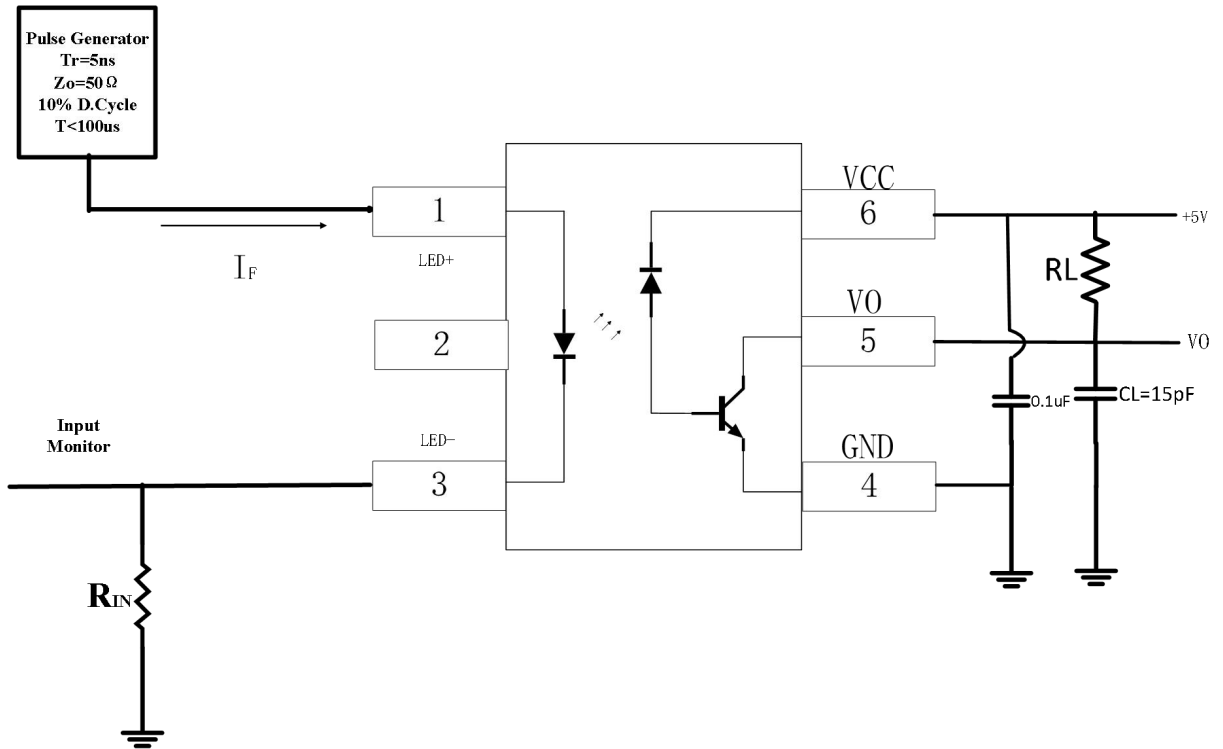 Pulse Generator
Tr=5ns
Zo=50Ω
10% D.Cycle
T<100us
1
LED+
IF
2
Input
Monitor
LED-
3
RIN
VCC
6
+5V
RL
VO
5
VO
0.1uF
CL=15pF
GND
4